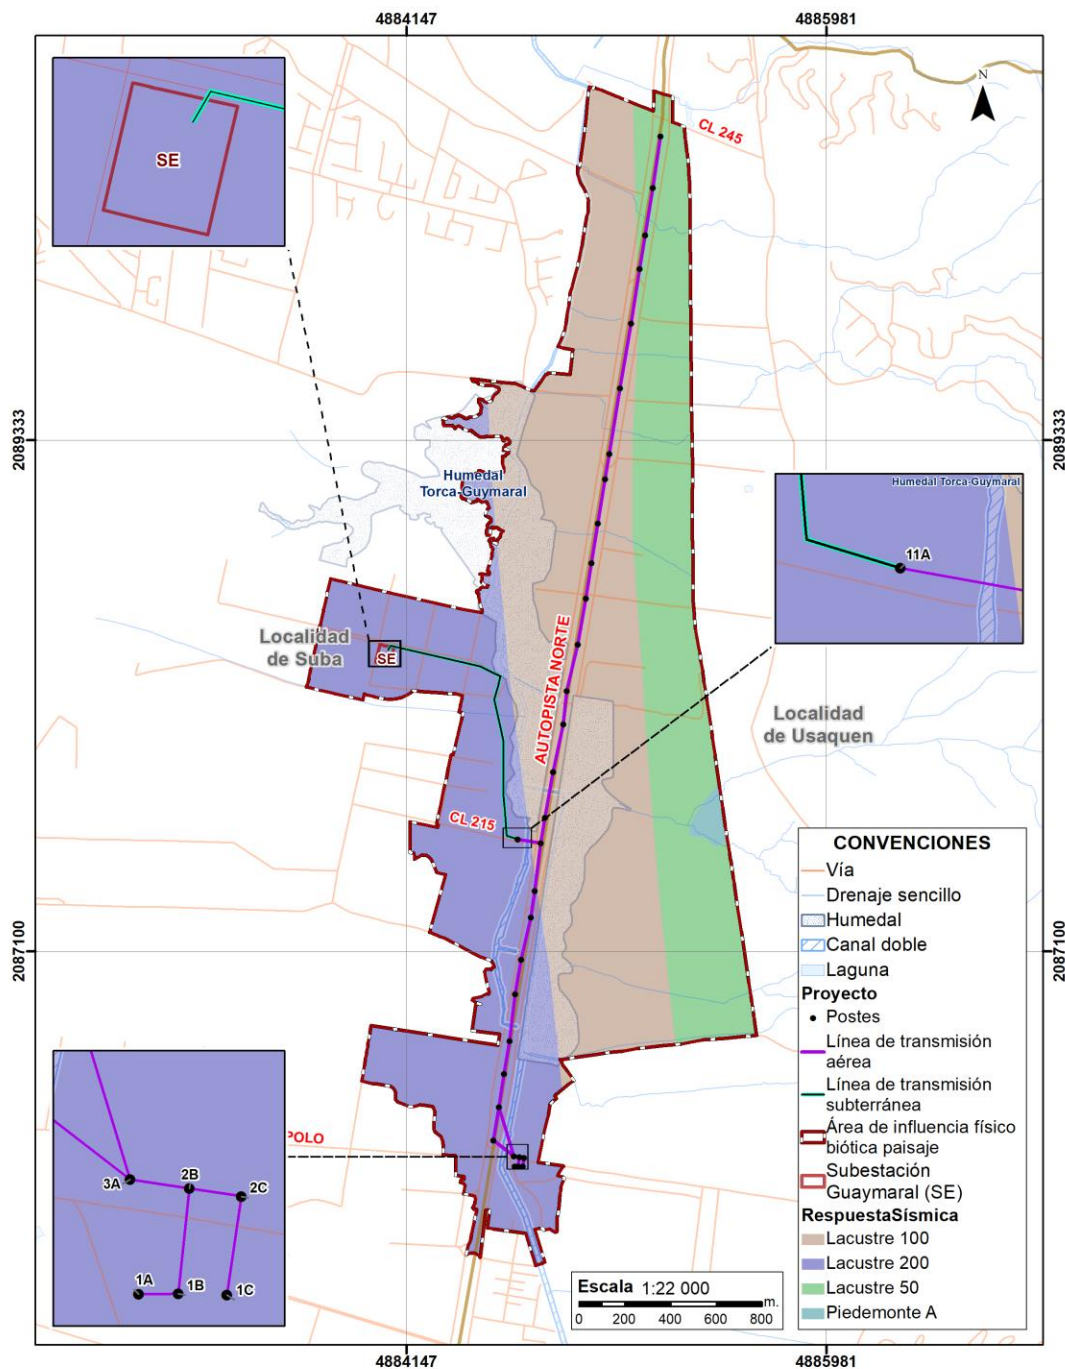 4884147
4885981
N
CL 245
SE
2089333
2089333
Humedal
Torca-Guymaral
Humedal Torca-Guymaral
11A
Localidad
de Suba
SE
AUTOPISTA NORTE
Localidad
de Usaquen
CL 215
CONVENCIONES
Vía
Drenaje sencillo
Humedal
Canal doble
Laguna
Proyecto
Postes
Línea de transmisión
aérea
Línea de transmisión
subterránea
Área de influencia físico
biótica paisaje
Subestación
Guaymaral (SE)
RespuestaSísmica
Lacustre 100
Lacustre 200
Lacustre 50
Piedemonte A
2087100
2087100
POLO
3A
2B
2C
1A
1B
1C
Escala 1:22 000
0 200 400 600 800 m.
4884147
4885981